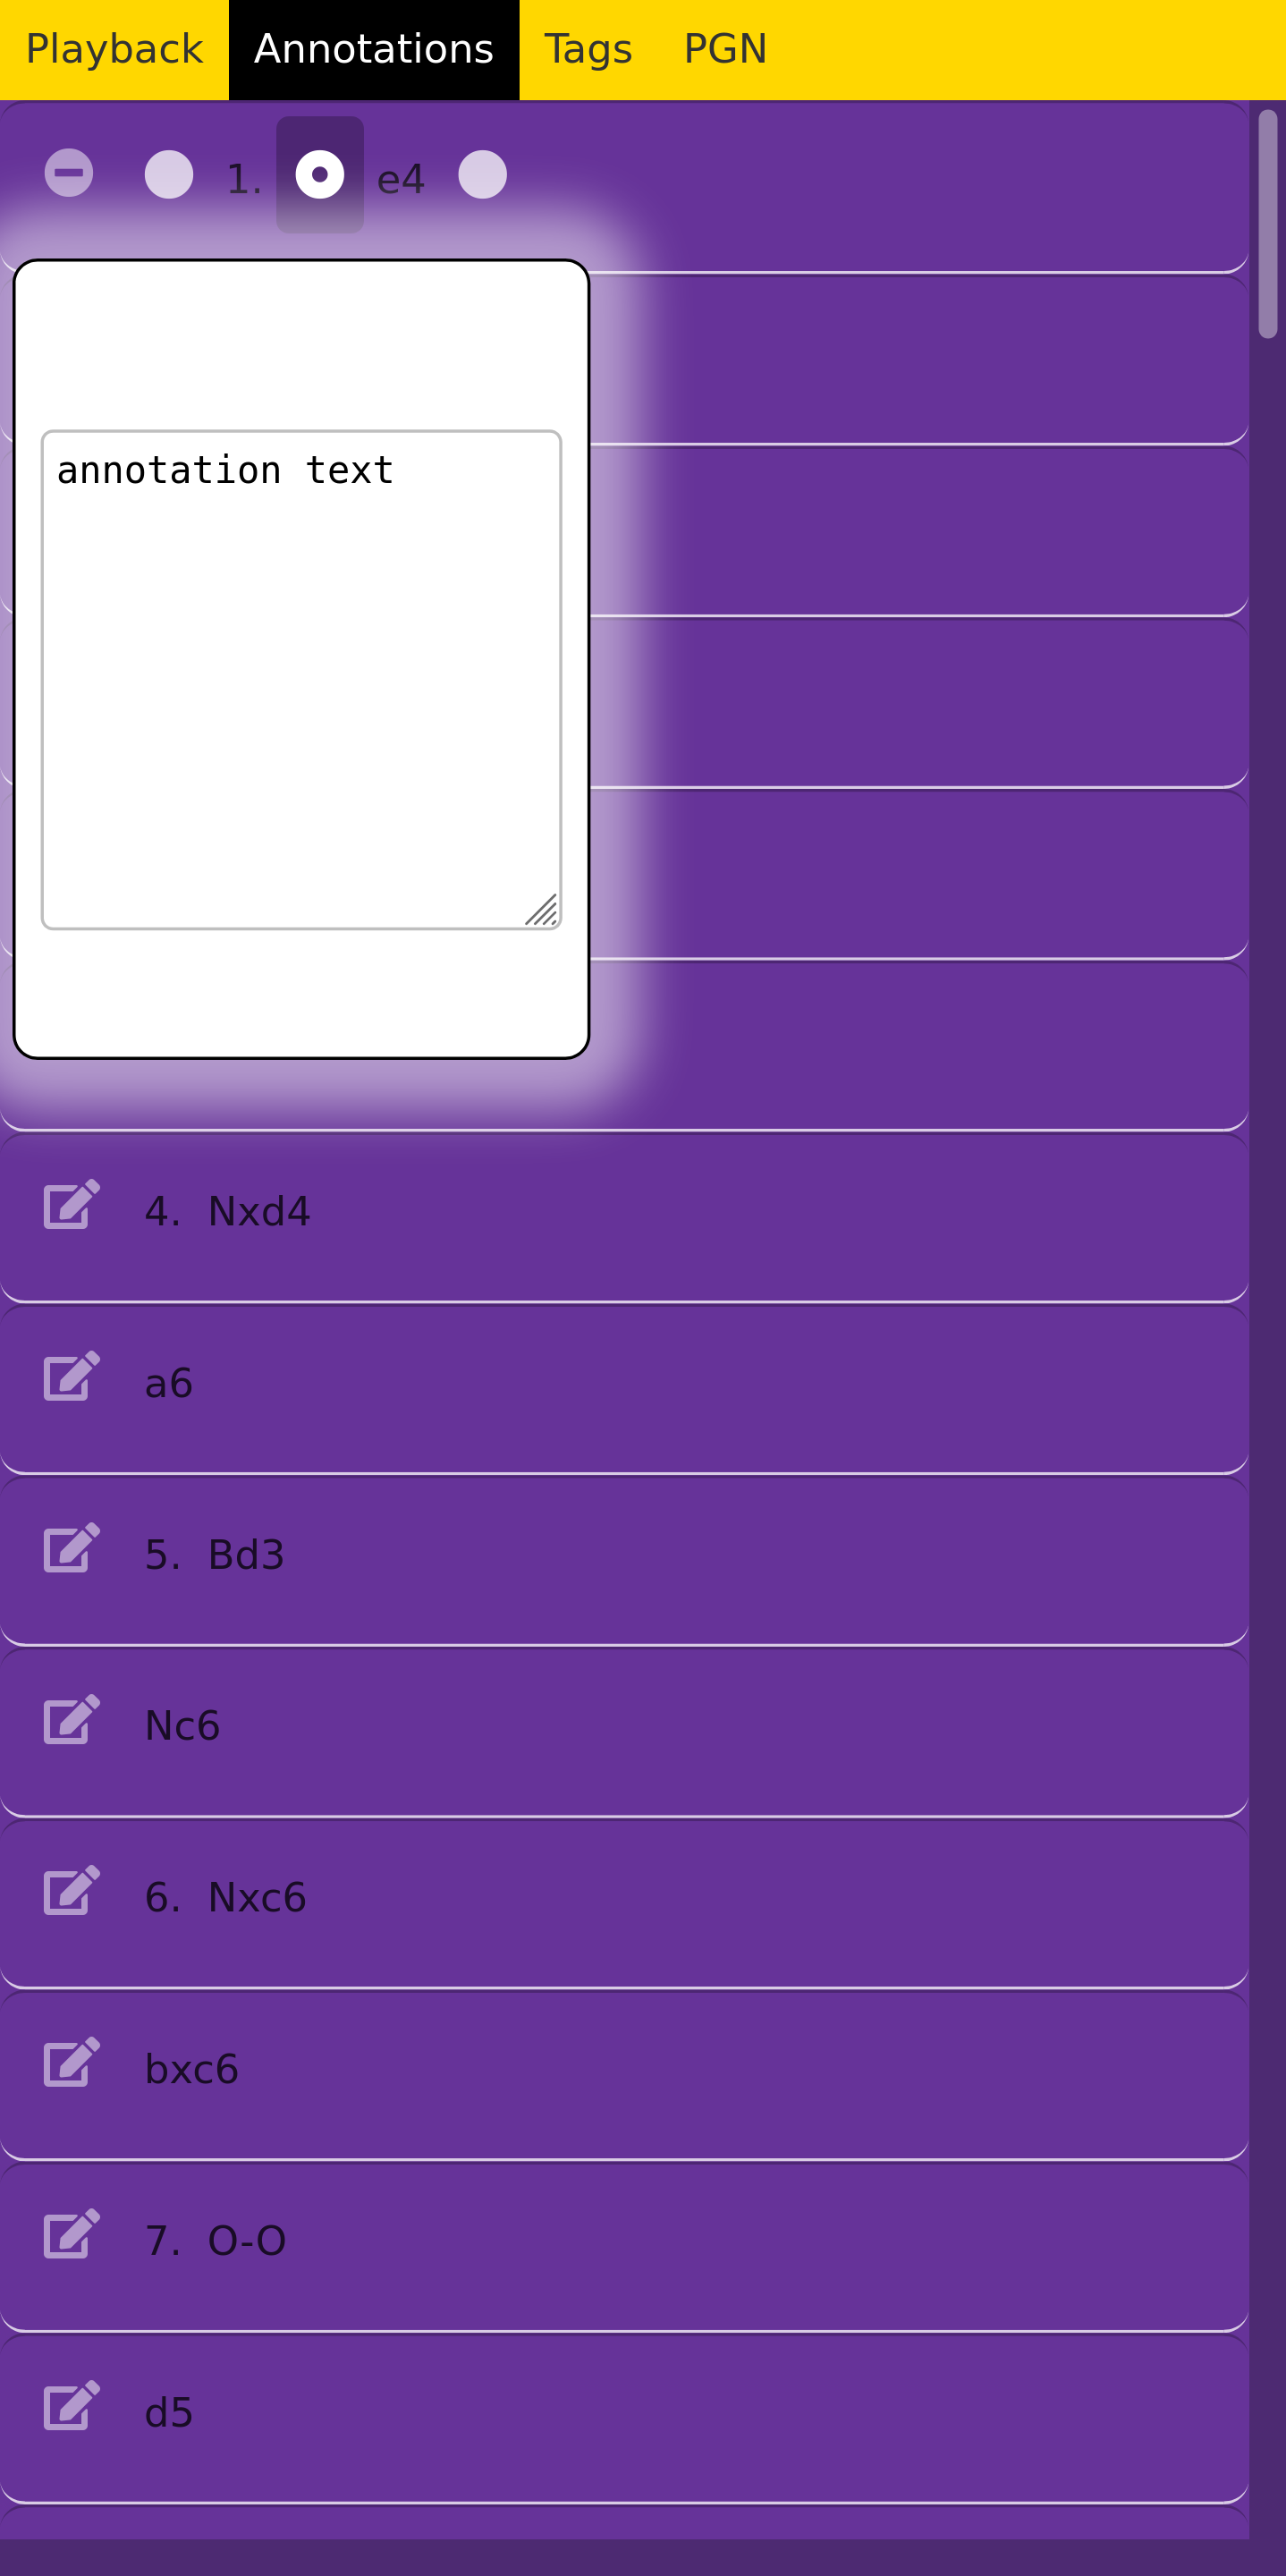 Playback Annotations Tags PGN
1. e4
annotation text
4. Nxd4
a6
5. Bd3
Nc6
6. Nxc6
bxc6
7. O-O
d5